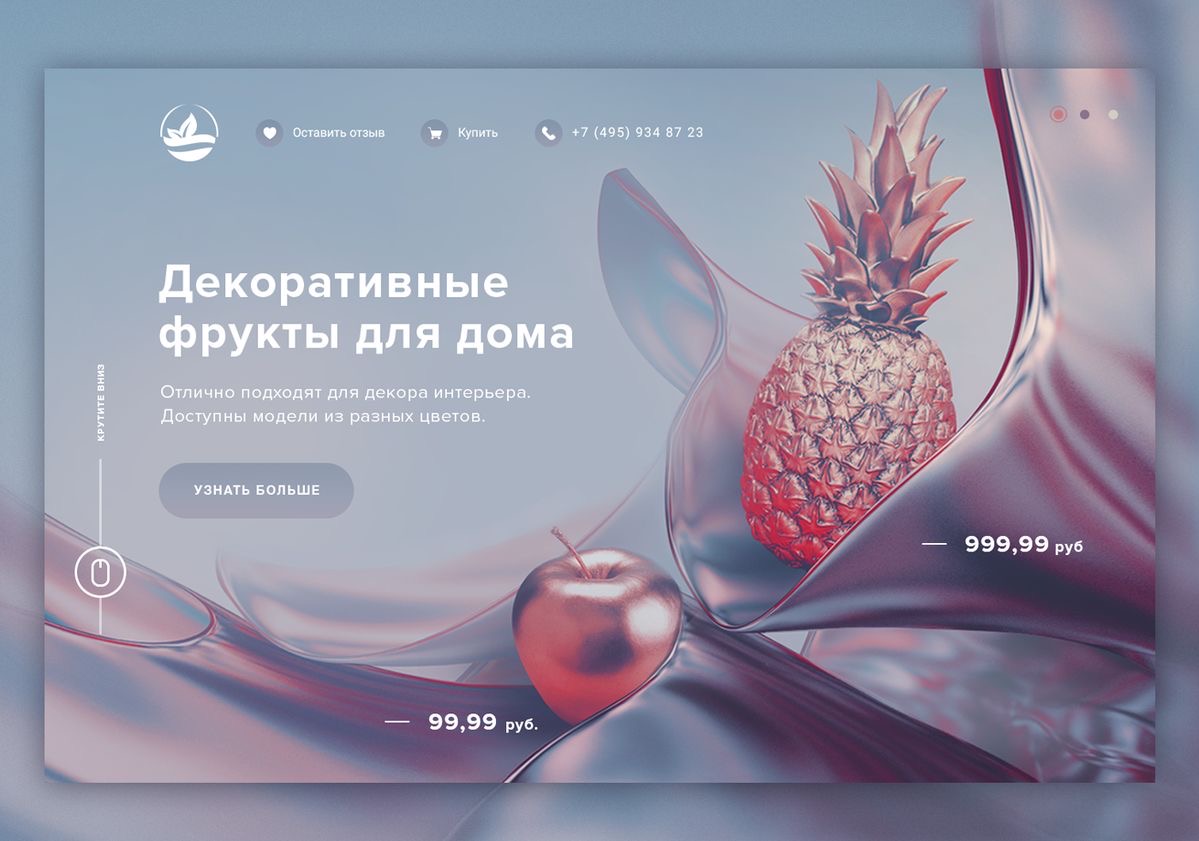 Оставить отзыв
Купить
+7 (495) 934 87 23
Декоративные
фрукты для дома
Отлично подходят для декора интерьера.
Доступны модели из разных цветов.
УЗНАТЬ БОЛЬШЕ
КРУТИТЕ ВНИЗ
999,99 руб
99,99 руб.